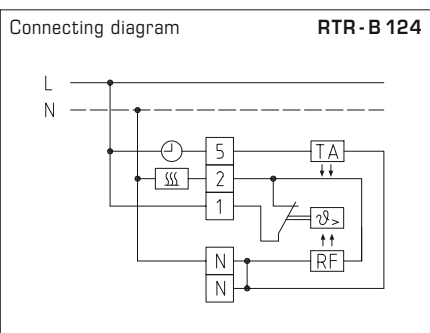 Connecting diagram RTR-B 124
L
N
5 TA
2
1 ϑ>
N RF
N